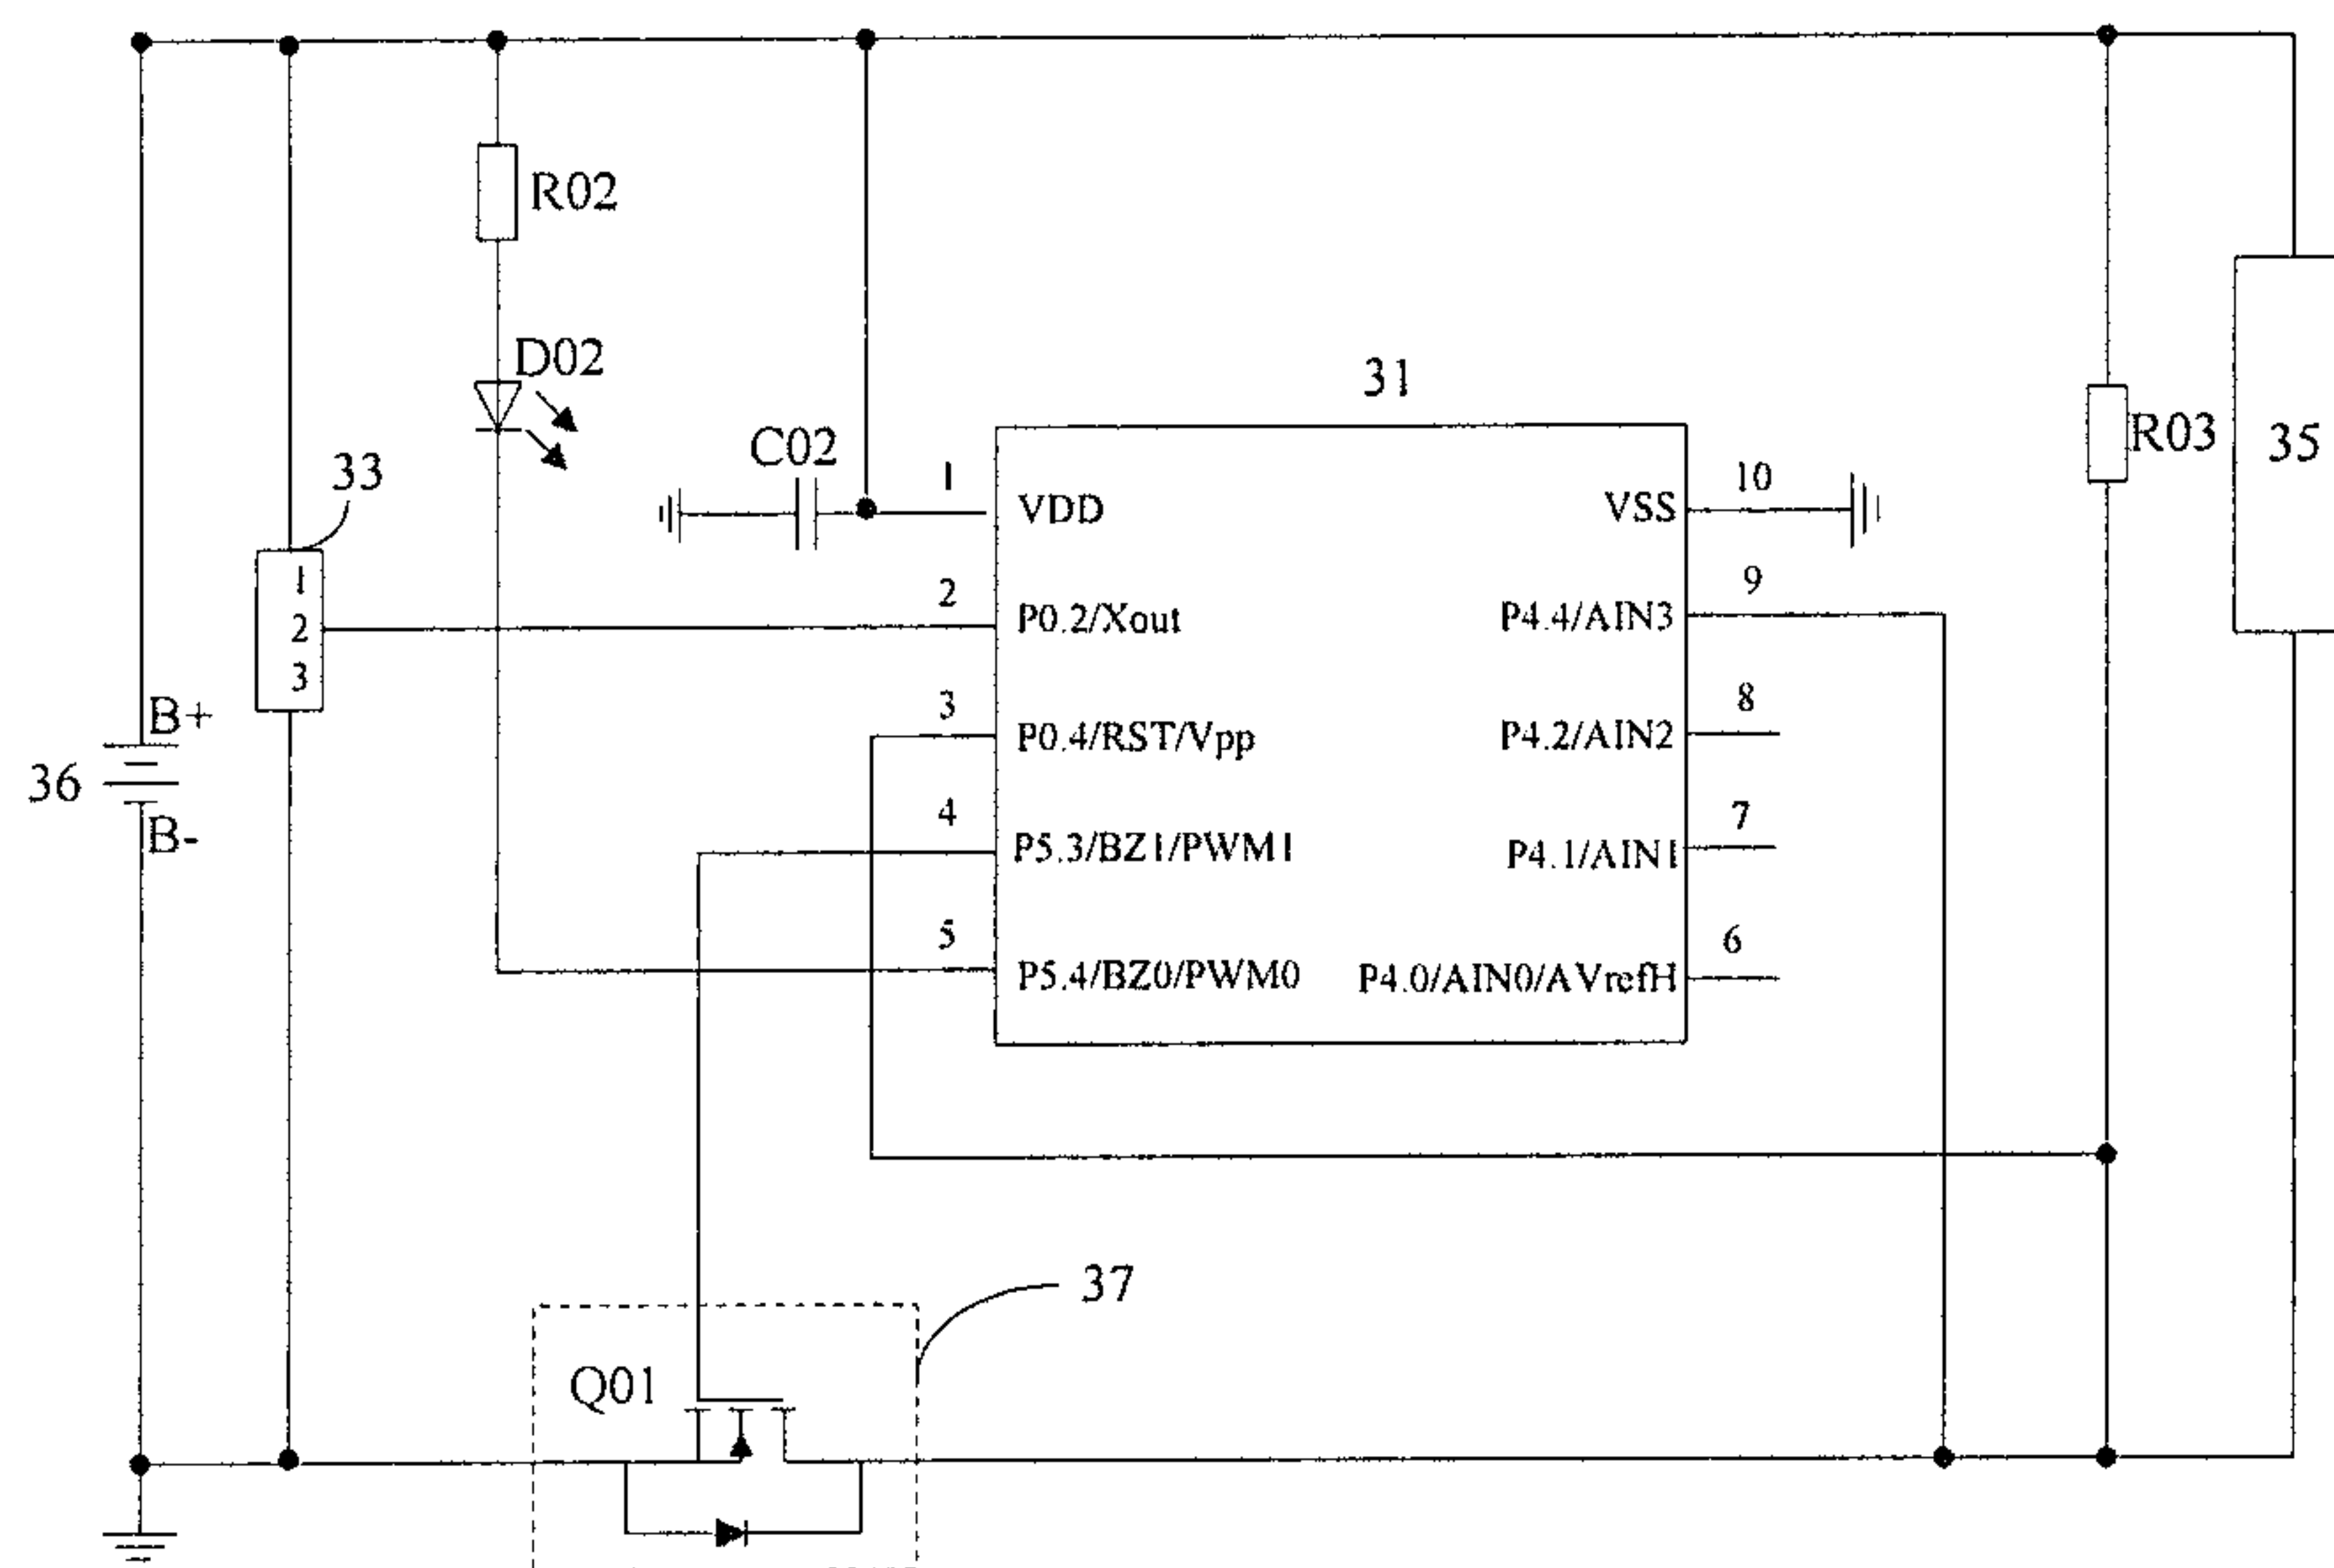 R02
D02
31
C02
R03
35
33
1
VDD
VSS
10
1
2
3
2
P0.2/Xout
P4.4/AIN3
9
B+
3
P0.4/RST/Vpp
P4.2/AIN2
8
36
B-
4
P5.3/BZ1/PWM1
P4.1/AIN1
7
5
P5.4/BZ0/PWM0
P4.0/AIN0/AVrefH
6
37
Q01